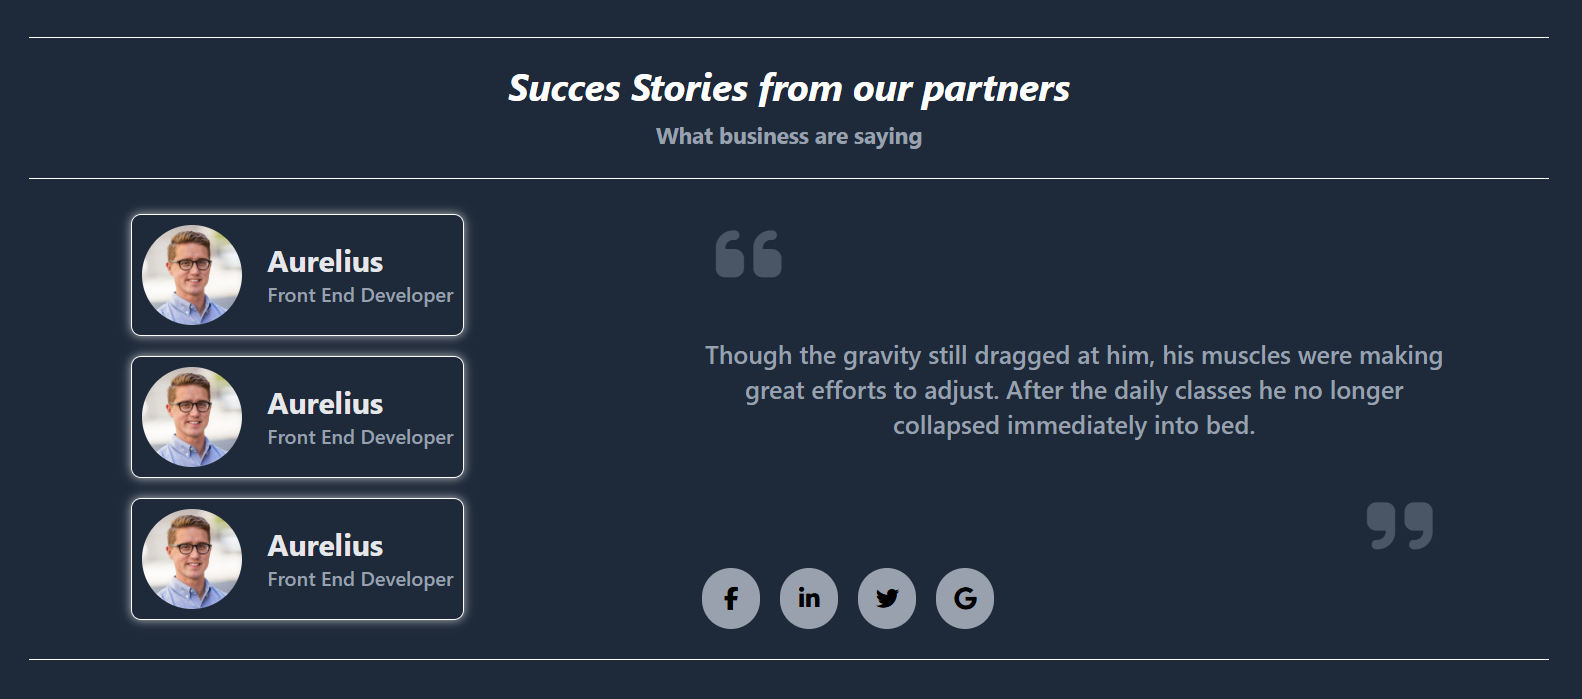 Succes Stories from our partners
What business are saying
Aurelius
Front End Developer
Aurelius
Front End Developer
Aurelius
Front End Developer
“
Though the gravity still dragged at him, his muscles were making
great efforts to adjust. After the daily classes he no longer
collapsed immediately into bed.
”